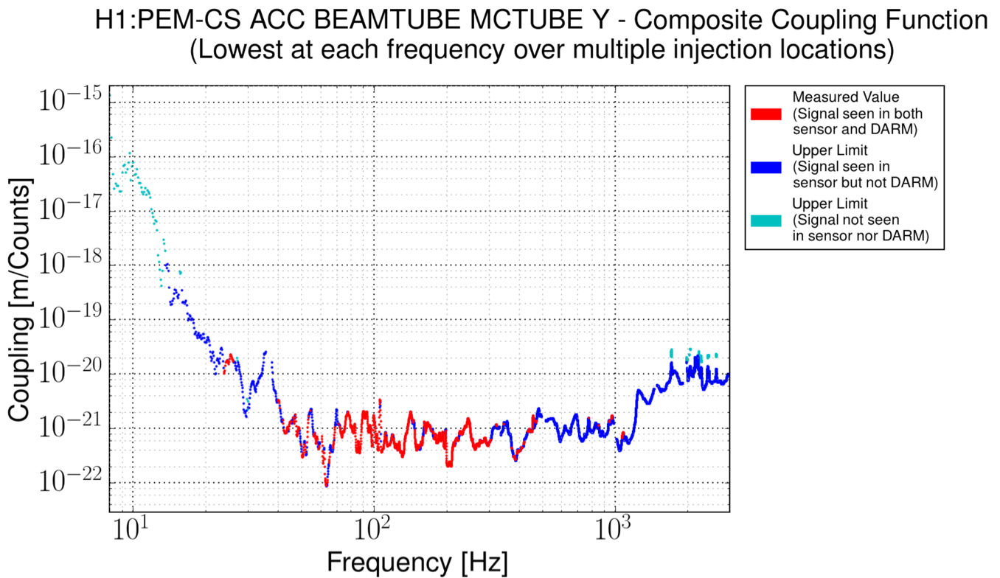 H1:PEM-CS ACC BEAMTUBE MCTUBE Y - Composite Coupling Function
(Lowest at each frequency over multiple injection locations)
Coupling [m/Counts]
10^{-15}
10^{-16}
10^{-17}
10^{-18}
10^{-19}
10^{-20}
10^{-21}
10^{-22}
10^1
10^2
10^3
Frequency [Hz]
Measured Value
(Signal seen in both
sensor and DARM)
Upper Limit
(Signal seen in
sensor but not DARM)
Upper Limit
(Signal not seen
in sensor nor DARM)